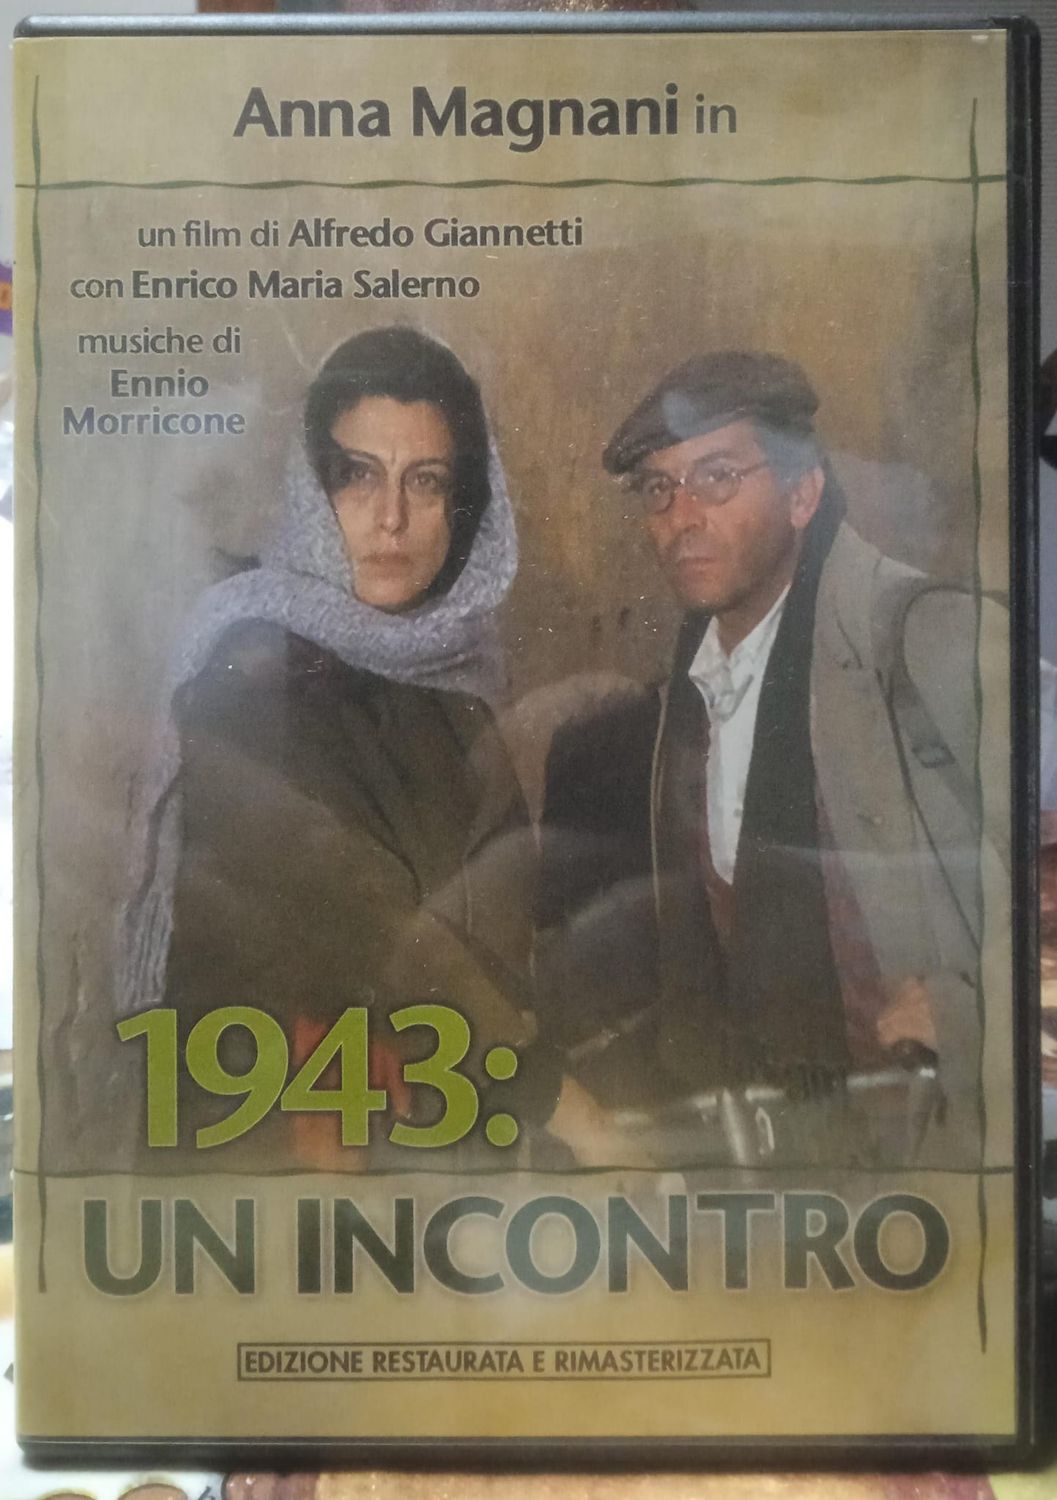 Anna Magnani in
un film di Alfredo Giannetti
con Enrico Maria Salerno
musiche di
Ennio
Morricone
1943:
UN INCONTRO
EDIZIONE RESTAURATA E RIMASTERIZZATA